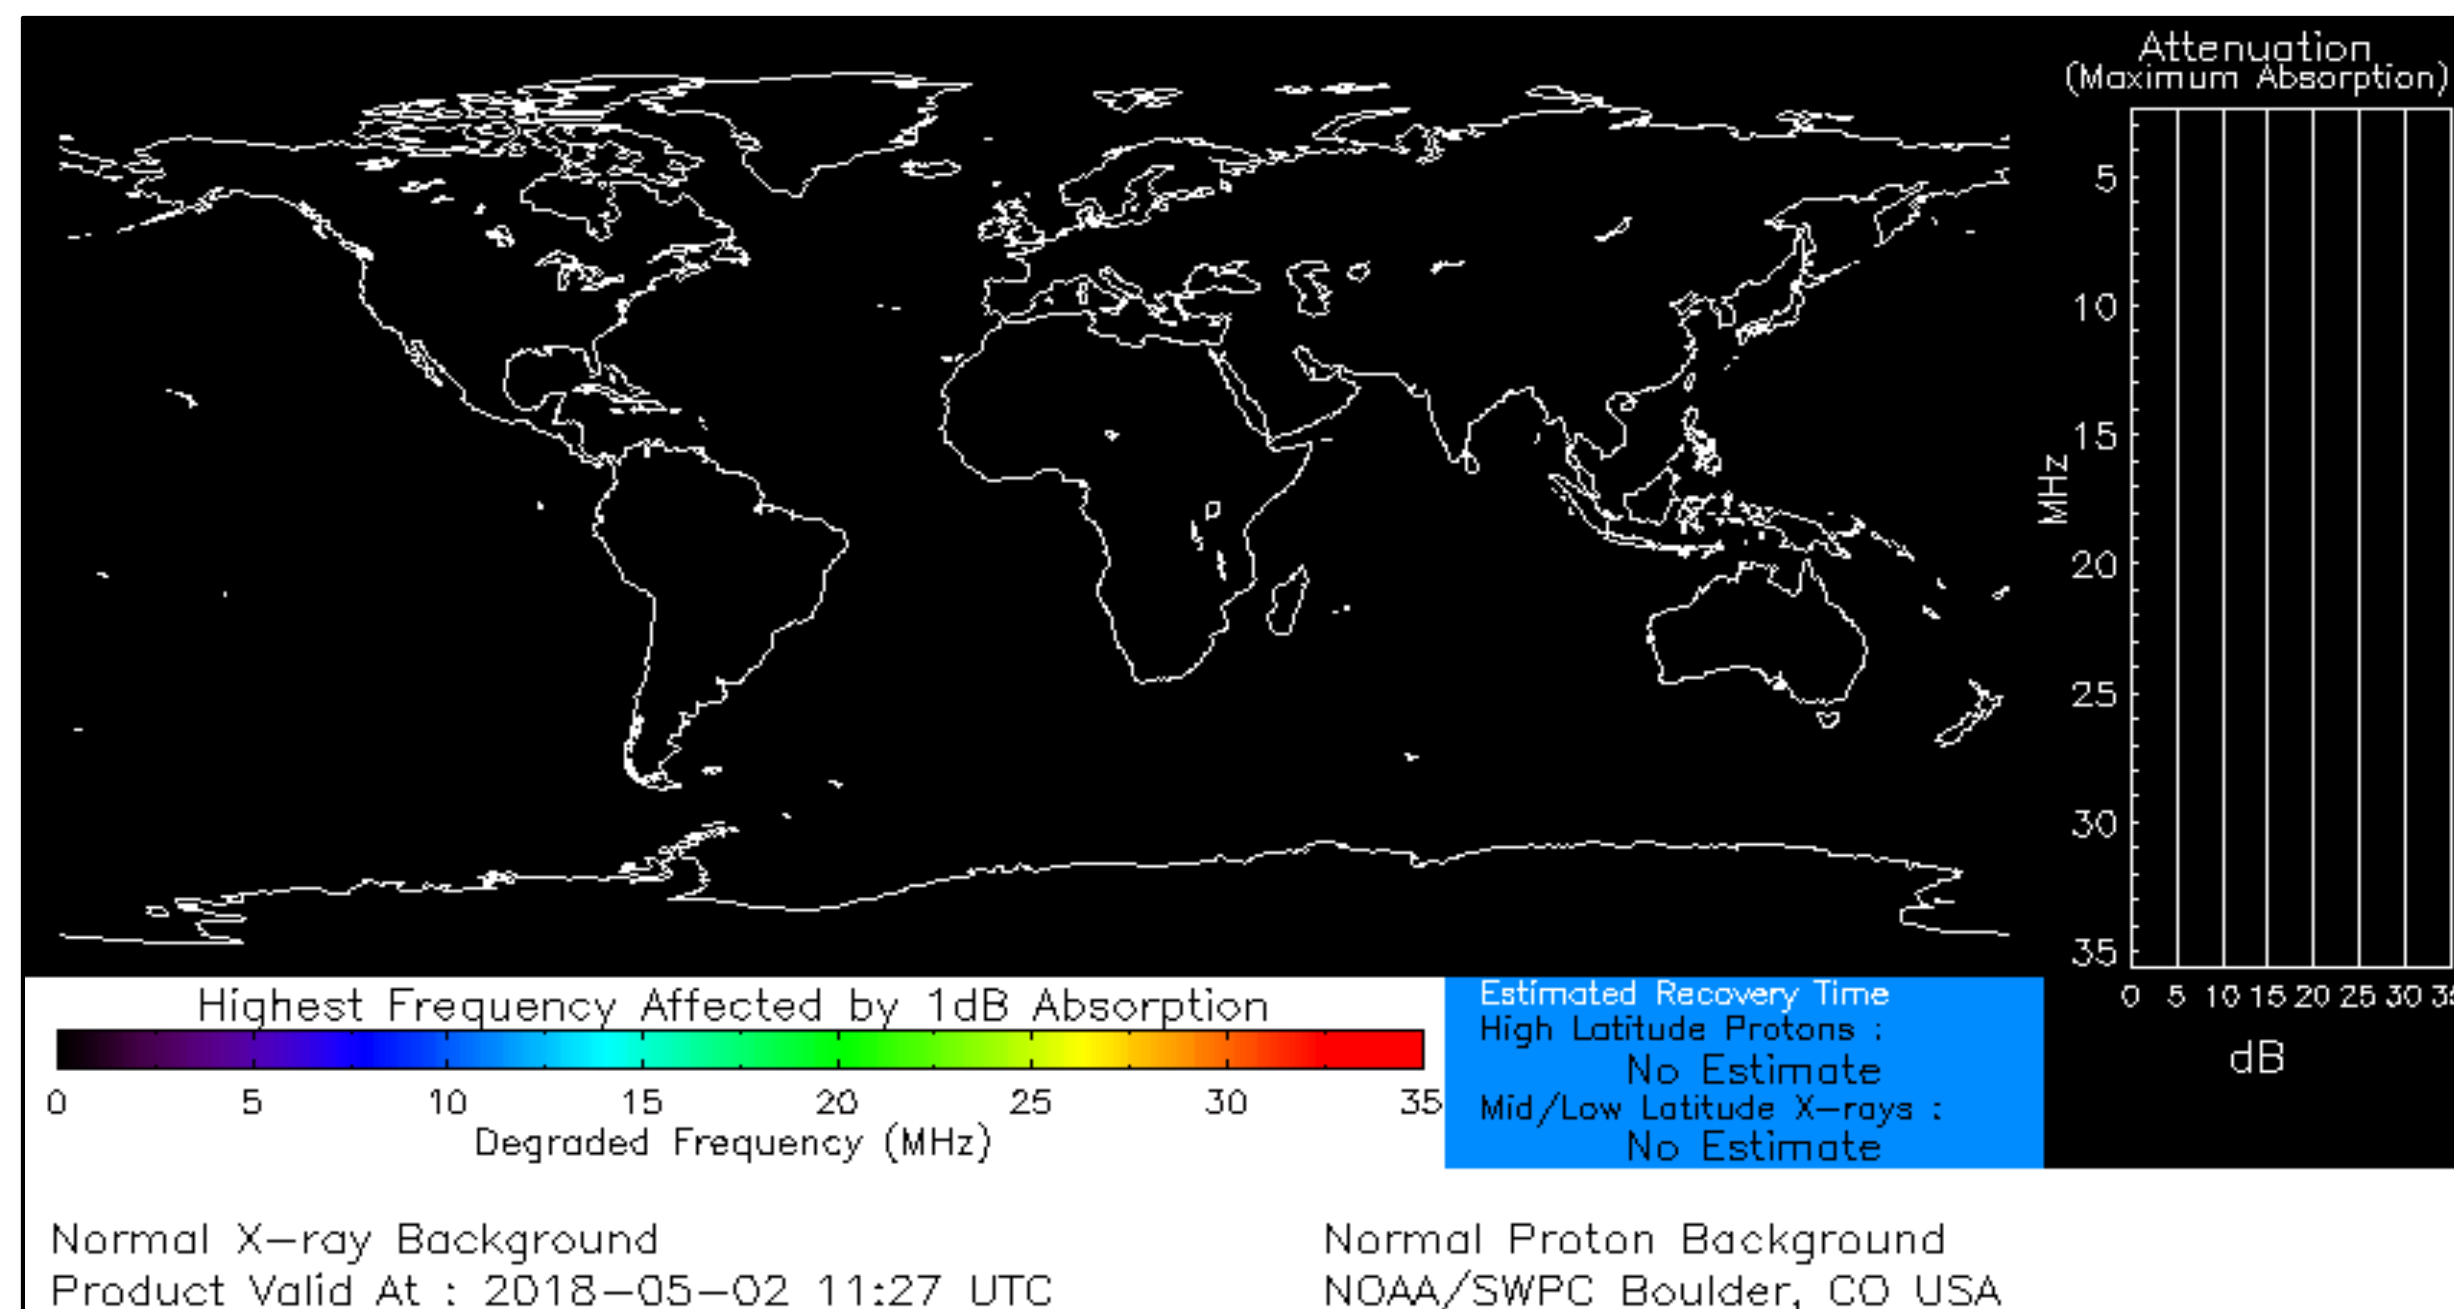 Attenuation
(Maximum Absorption)
5
10
15
20
25
30
35
MHz
0 5 10 15 20 25 30
dB
Highest Frequency Affected by 1dB Absorption
0 5 10 15 20 25 30 35
Degraded Frequency (MHz)
Estimated Recovery Time
High Latitude Protons :
No Estimate
Mid/Low Latitude X-rays :
No Estimate
Normal X-ray Background
Normal Proton Background
Product Valid At : 2018-05-02 11:27 UTC
NOAA/SWPC Boulder, CO USA